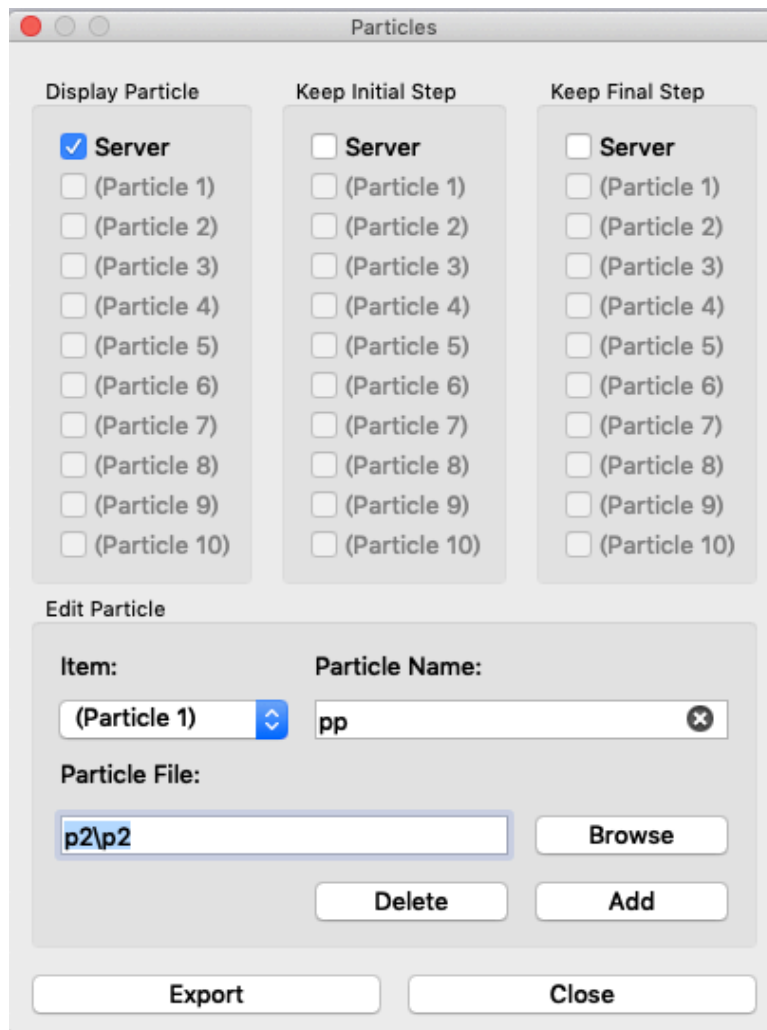 Particles
Display Particle Keep Initial Step Keep Final Step
Server Server Server
(Particle 1) (Particle 1) (Particle 1)
(Particle 2) (Particle 2) (Particle 2)
(Particle 3) (Particle 3) (Particle 3)
(Particle 4) (Particle 4) (Particle 4)
(Particle 5) (Particle 5) (Particle 5)
(Particle 6) (Particle 6) (Particle 6)
(Particle 7) (Particle 7) (Particle 7)
(Particle 8) (Particle 8) (Particle 8)
(Particle 9) (Particle 9) (Particle 9)
(Particle 10) (Particle 10) (Particle 10)
Edit Particle
Item: Particle Name:
(Particle 1) pp
Particle File:
p2\p2 Browse
Delete Add
Export Close